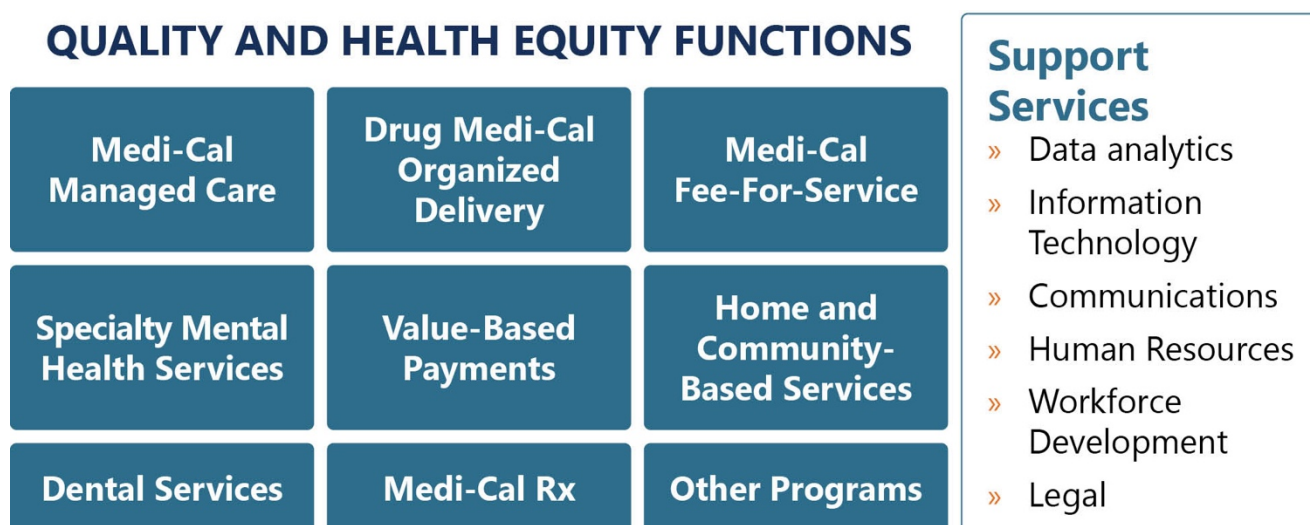 QUALITY AND HEALTH EQUITY FUNCTIONS
Medi-Cal
Managed Care
Drug Medi-Cal
Organized
Delivery
Medi-Cal
Fee-For-Service
Specialty Mental
Health Services
Value-Based
Payments
Home and
Community-
Based Services
Dental Services
Medi-Cal Rx
Other Programs
Support
Services
» Data analytics
» Information
Technology
» Communications
» Human Resources
» Workforce
Development
» Legal